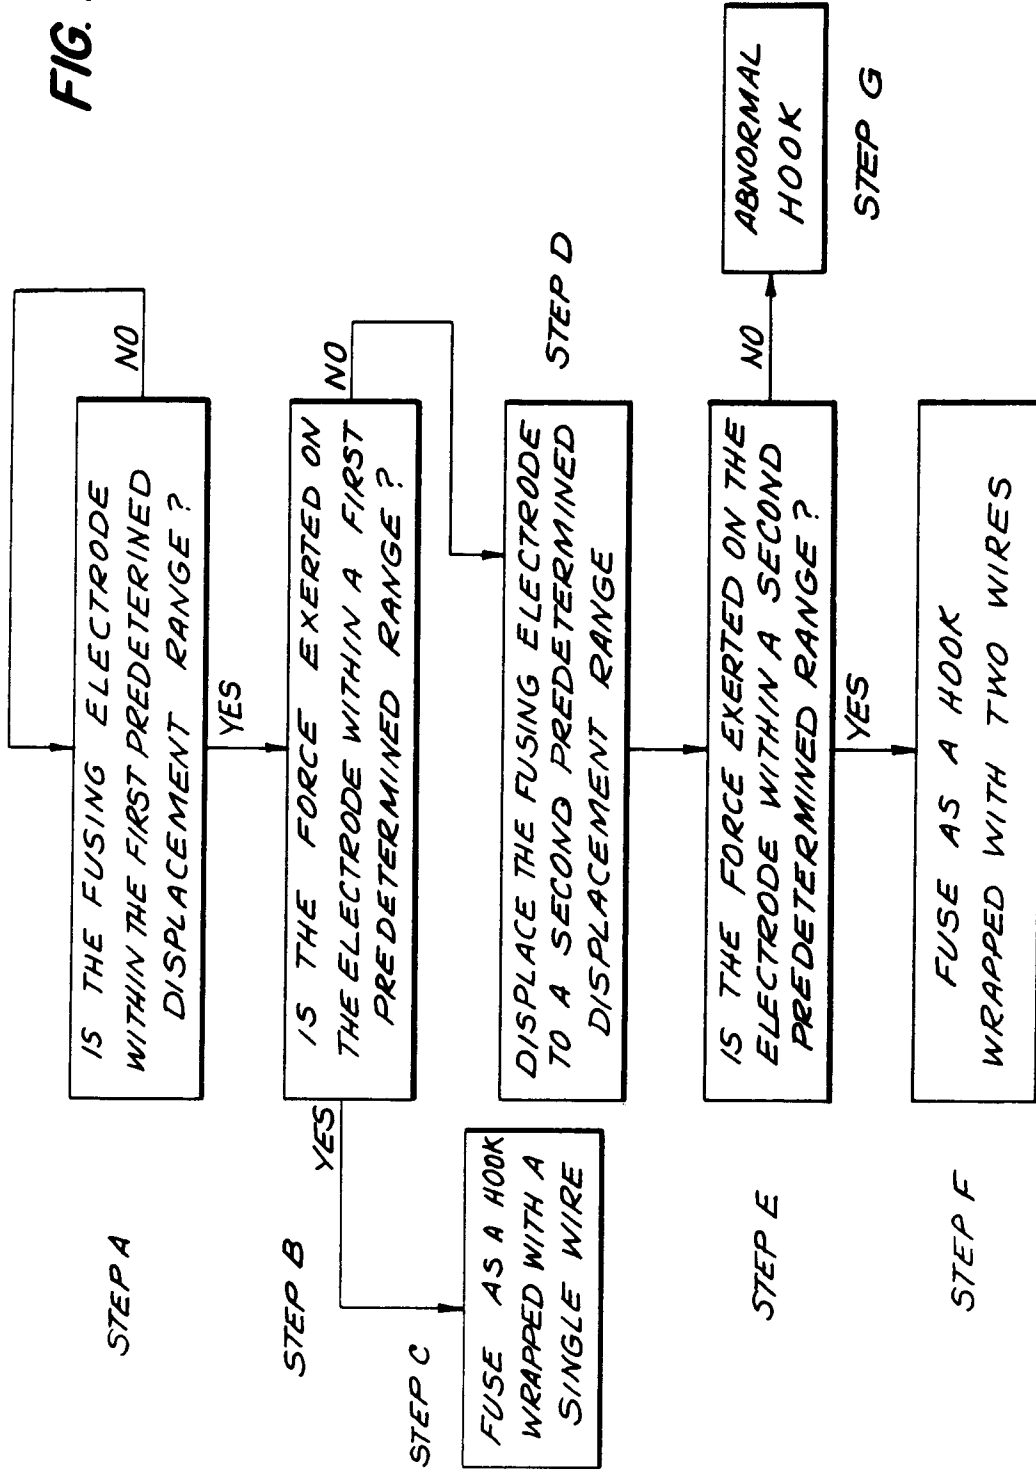 FIG.
STEP A
IS THE FUSING ELECTRODE
WITHIN THE FIRST PREDETERINED
DISPLACEMENT RANGE?
NO
YES
STEP B
IS THE FORCE EXERTED ON
THE ELECTRODE WITHIN A FIRST
PREDETERMINED RANGE?
YES
NO
STEP C
FUSE AS A HOOK
WRAPPED WITH A
SINGLE WIRE
STEP D
DISPLACE THE FUSING ELECTRODE
TO A SECOND PREDETERMINED
DISPLACEMENT RANGE
STEP E
IS THE FORCE EXERTED ON THE
ELECTRODE WITHIN A SECOND
PREDETERMINED RANGE?
NO
YES
ABNORMAL
HOOK
STEP G
STEP F
FUSE AS A HOOK
WRAPPED WITH TWO WIRES